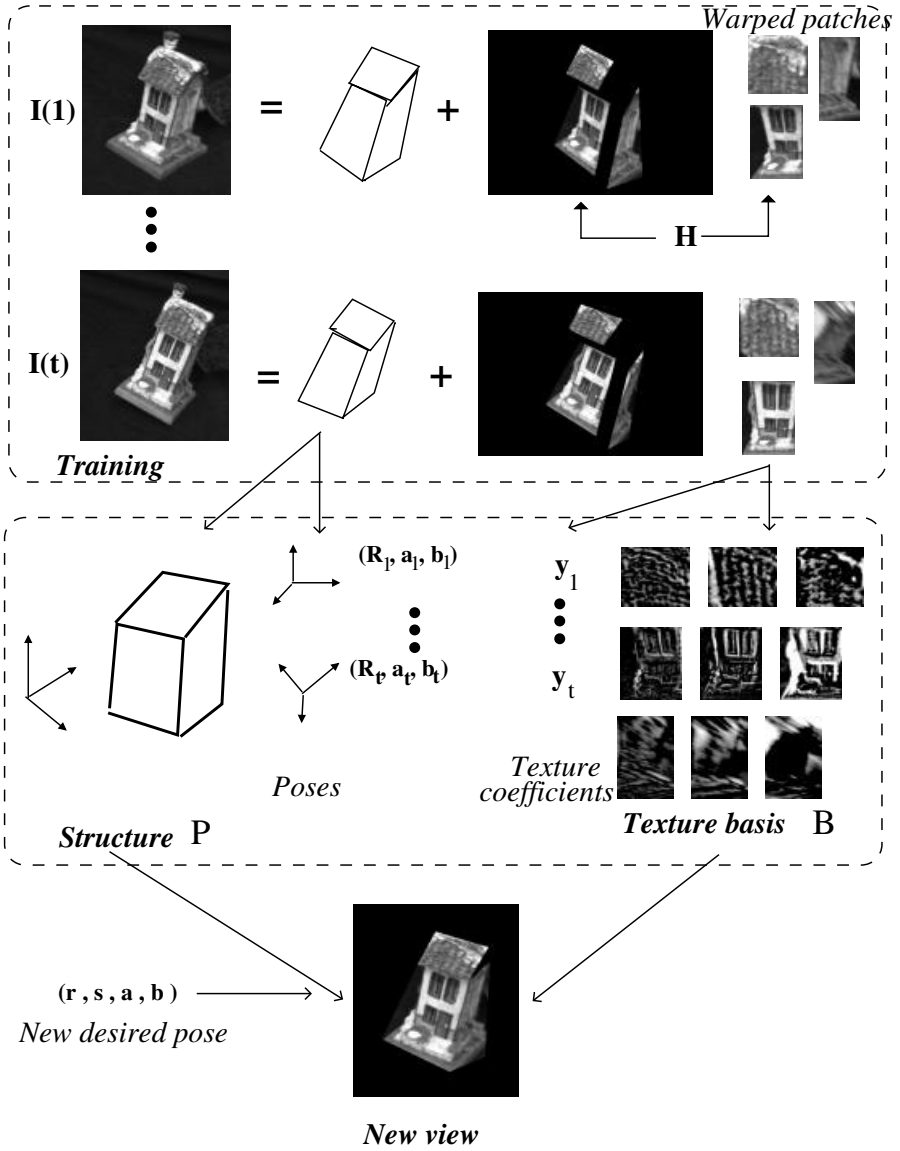 Warped patches
I(1)
=
+
H
I(t)
=
+
Training
(R1, a1, b1)
y1
(Rt, at, bt)
yt
Poses
Texture
coefficients
Structure P
Texture basis B
(r , s , a , b )
New desired pose
New view